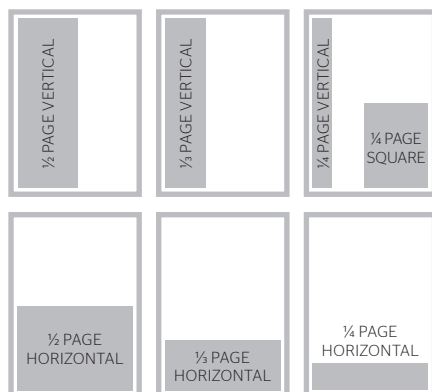 ½ PAGE VERTICAL
⅓ PAGE VERTICAL
¼ PAGE VERTICAL
¼ PAGE
SQUARE
½ PAGE
HORIZONTAL
⅓ PAGE
HORIZONTAL
¼ PAGE
HORIZONTAL